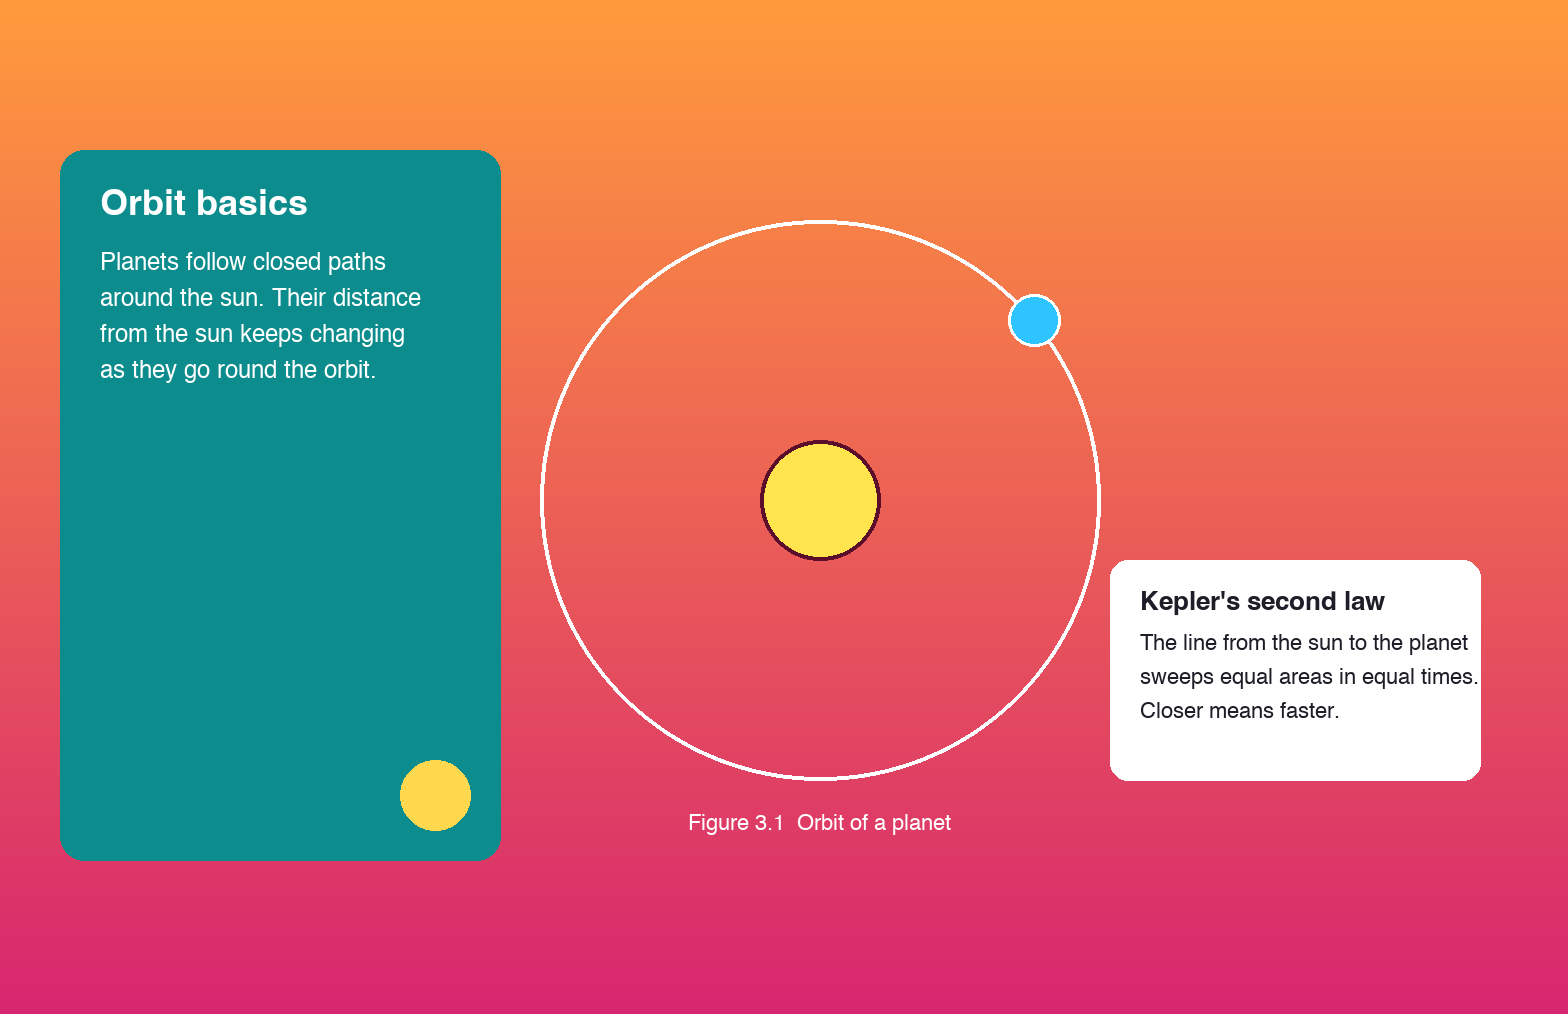 Orbit basics
Planets follow closed paths
around the sun. Their distance
from the sun keeps changing
as they go round the orbit.
Figure 3.1  Orbit of a planet
Kepler's second law
The line from the sun to the planet
sweeps equal areas in equal times.
Closer means faster.